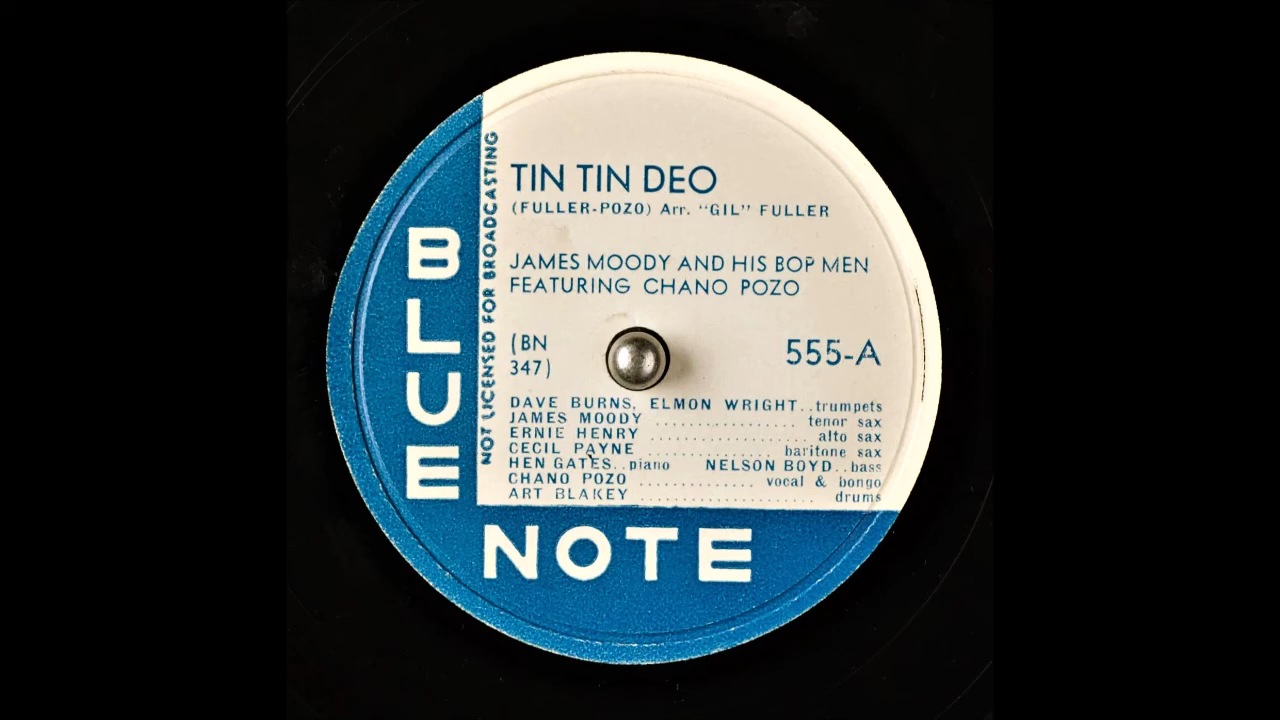 TIN TIN DEO
(FULLER-POZO) Arr. "GIL" FULLER
JAMES MOODY AND HIS BOP MEN
FEATURING CHANO POZO
(BN
347)
555-A
DAVE BURNS, ELMON WRIGHT..trumpets
JAMES MOODY ................. tenor sax
ERNIE HENRY .................... alto sax
CECIL PAYNE ................ baritone sax
HEN GATES..piano NELSON BOYD..bass
CHANO POZO ............. vocal & bongo
ART BLAKEY ....................... drums
NOT LICENSED FOR BROADCASTING
BLUE
NOTE